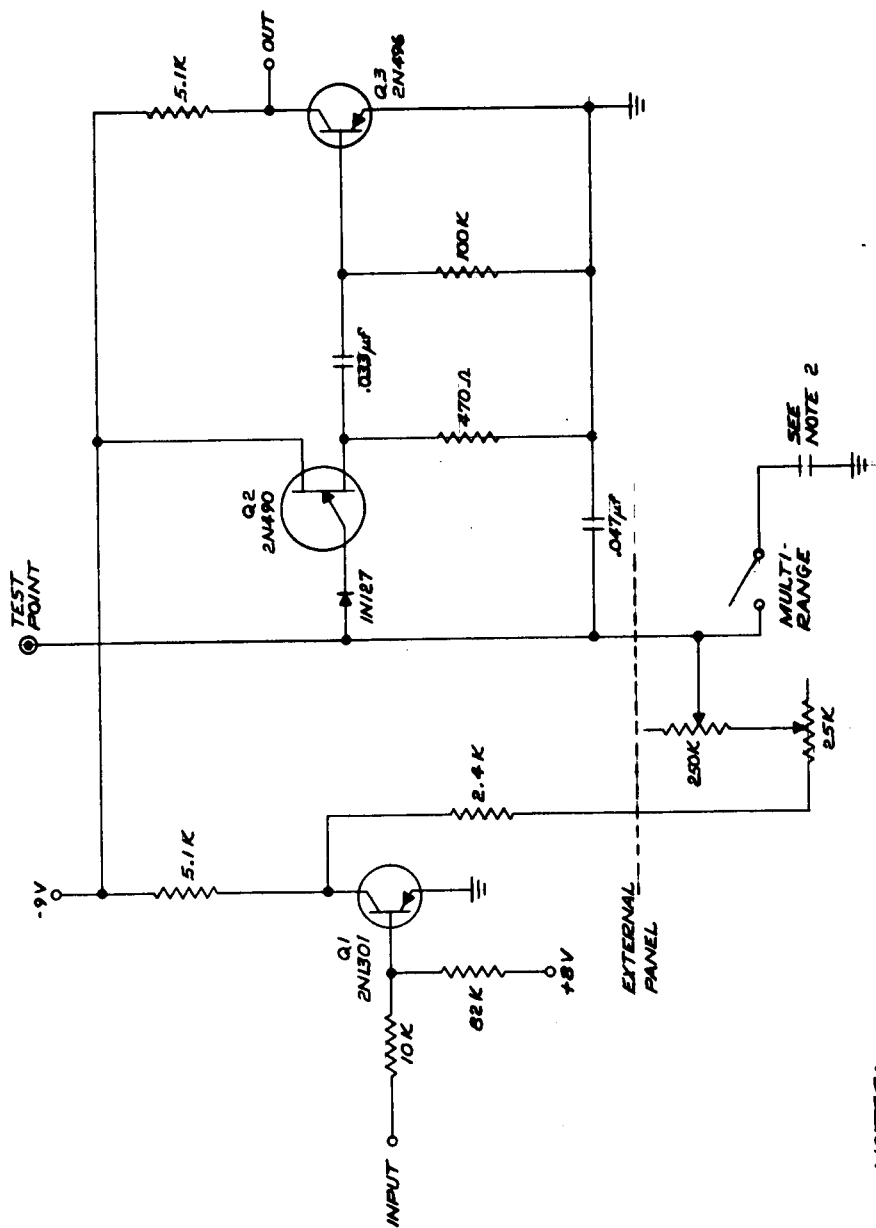 TEST
POINT
-9V
5.1K
5.1K
OUT
Q1
2N1301
Q2
2N490
Q3
2N496
1N127
.033µf
INPUT
10K
82K
+8V
2.4K
470Ω
100K
.047µf
EXTERNAL
PANEL
250K
25K
MULTI-
RANGE
SEE
NOTE 2